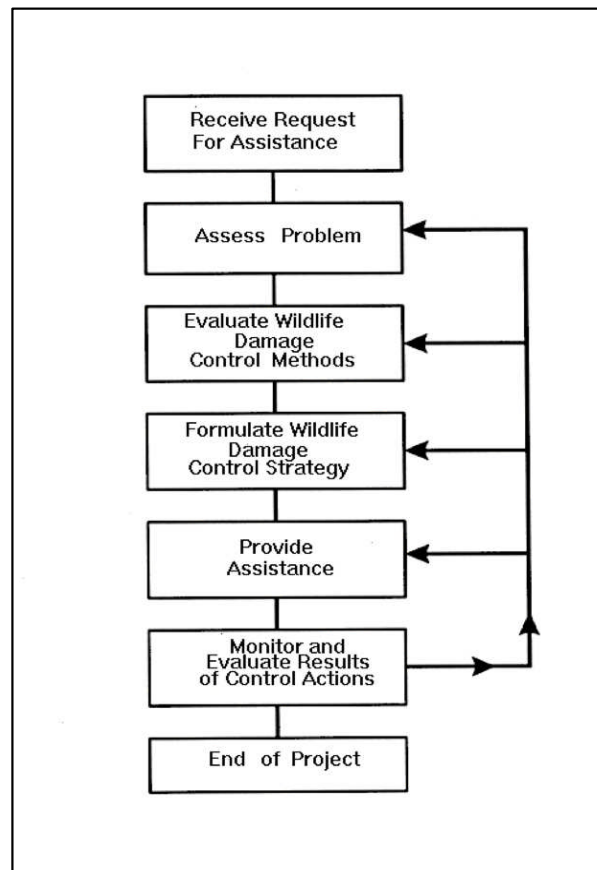 Receive Request
For Assistance
Assess Problem
Evaluate Wildlife
Damage
Control Methods
Formulate Wildlife
Damage
Control Strategy
Provide
Assistance
Monitor and
Evaluate Results
of Control Actions
End of Project